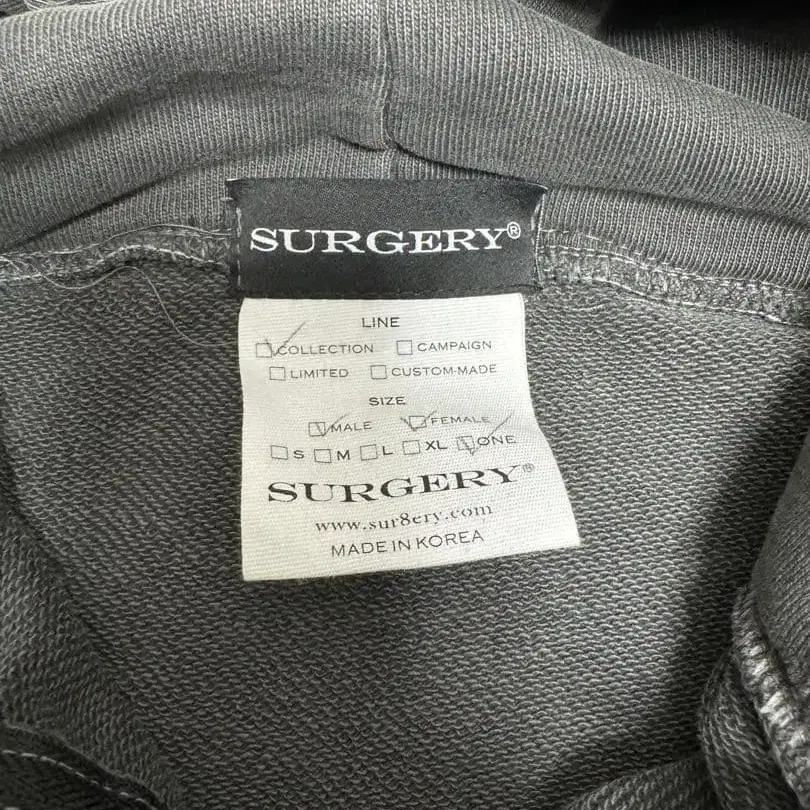 SURGERY®
LINE
COLLECTION CAMPAIGN
LIMITED CUSTOM-MADE
SIZE
MALE FEMALE
S M L XL ONE
SURGERY®
www.sur8ery.com
MADE IN KOREA